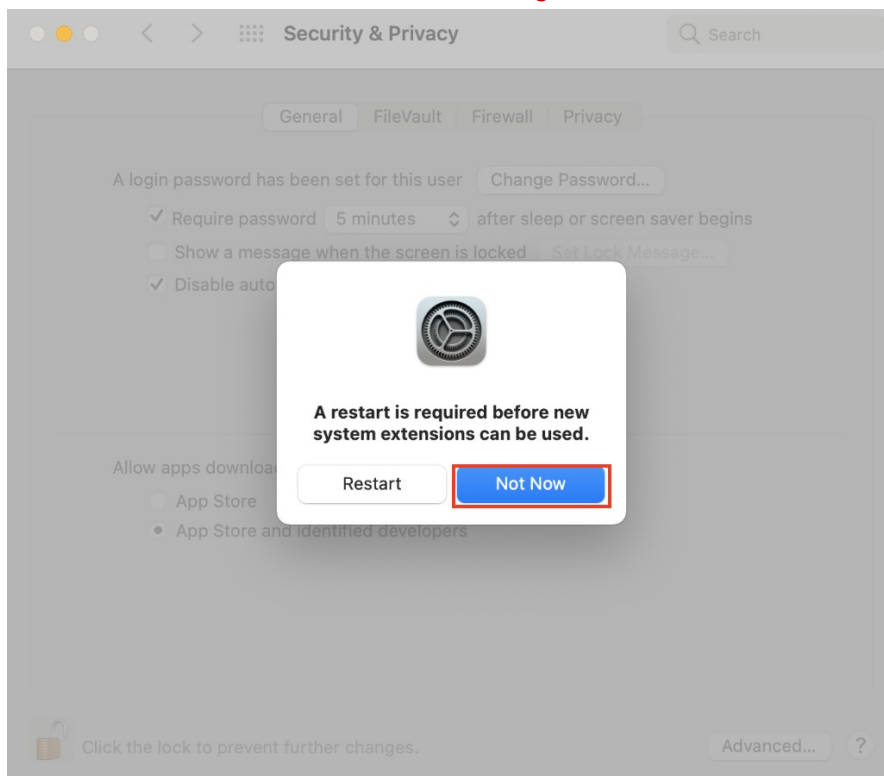 Security & Privacy
Search
General FileVault Firewall Privacy
A login password has been set for this user Change Password...
Require password 5 minutes after sleep or screen saver begins
Show a message when the screen is locked Set Lock Message...
Disable auto
A restart is required before new
system extensions can be used.
Allow apps downloa
Restart Not Now
App Store
App Store and identified developers
Click the lock to prevent further changes.
Advanced... ?